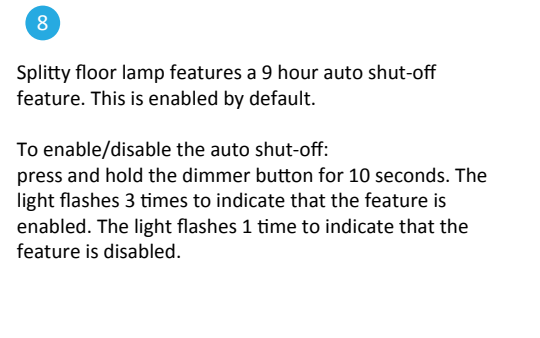 8
Splitty floor lamp features a 9 hour auto shut-off
feature. This is enabled by default.
To enable/disable the auto shut-off:
press and hold the dimmer button for 10 seconds. The
light flashes 3 times to indicate that the feature is
enabled. The light flashes 1 time to indicate that the
feature is disabled.